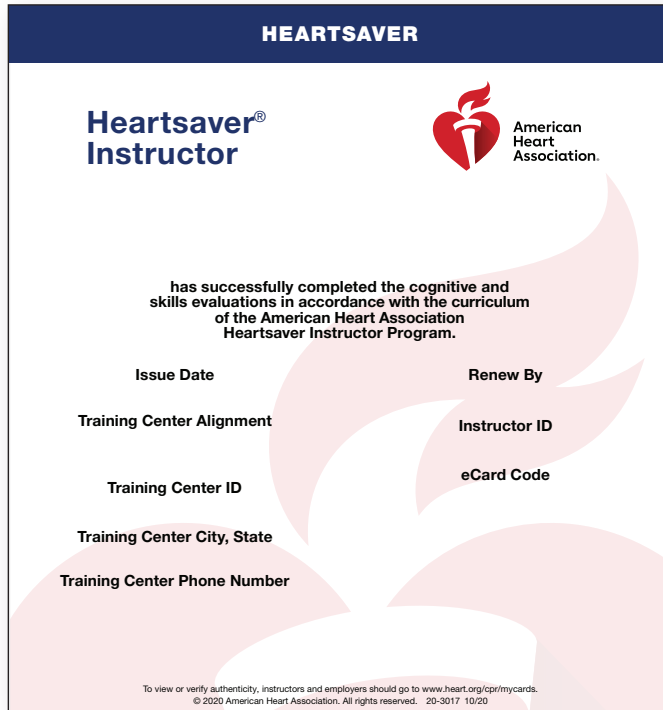 HEARTSAVER
Heartsaver®
Instructor
American
Heart
Association.
has successfully completed the cognitive and
skills evaluations in accordance with the curriculum
of the American Heart Association
Heartsaver Instructor Program.
Issue Date
Renew By
Training Center Alignment
Instructor ID
eCard Code
Training Center ID
Training Center City, State
Training Center Phone Number
To view or verify authenticity, instructors and employers should go to www.heart.org/cpr/mycards.
© 2020 American Heart Association. All rights reserved. 20-3017 10/20